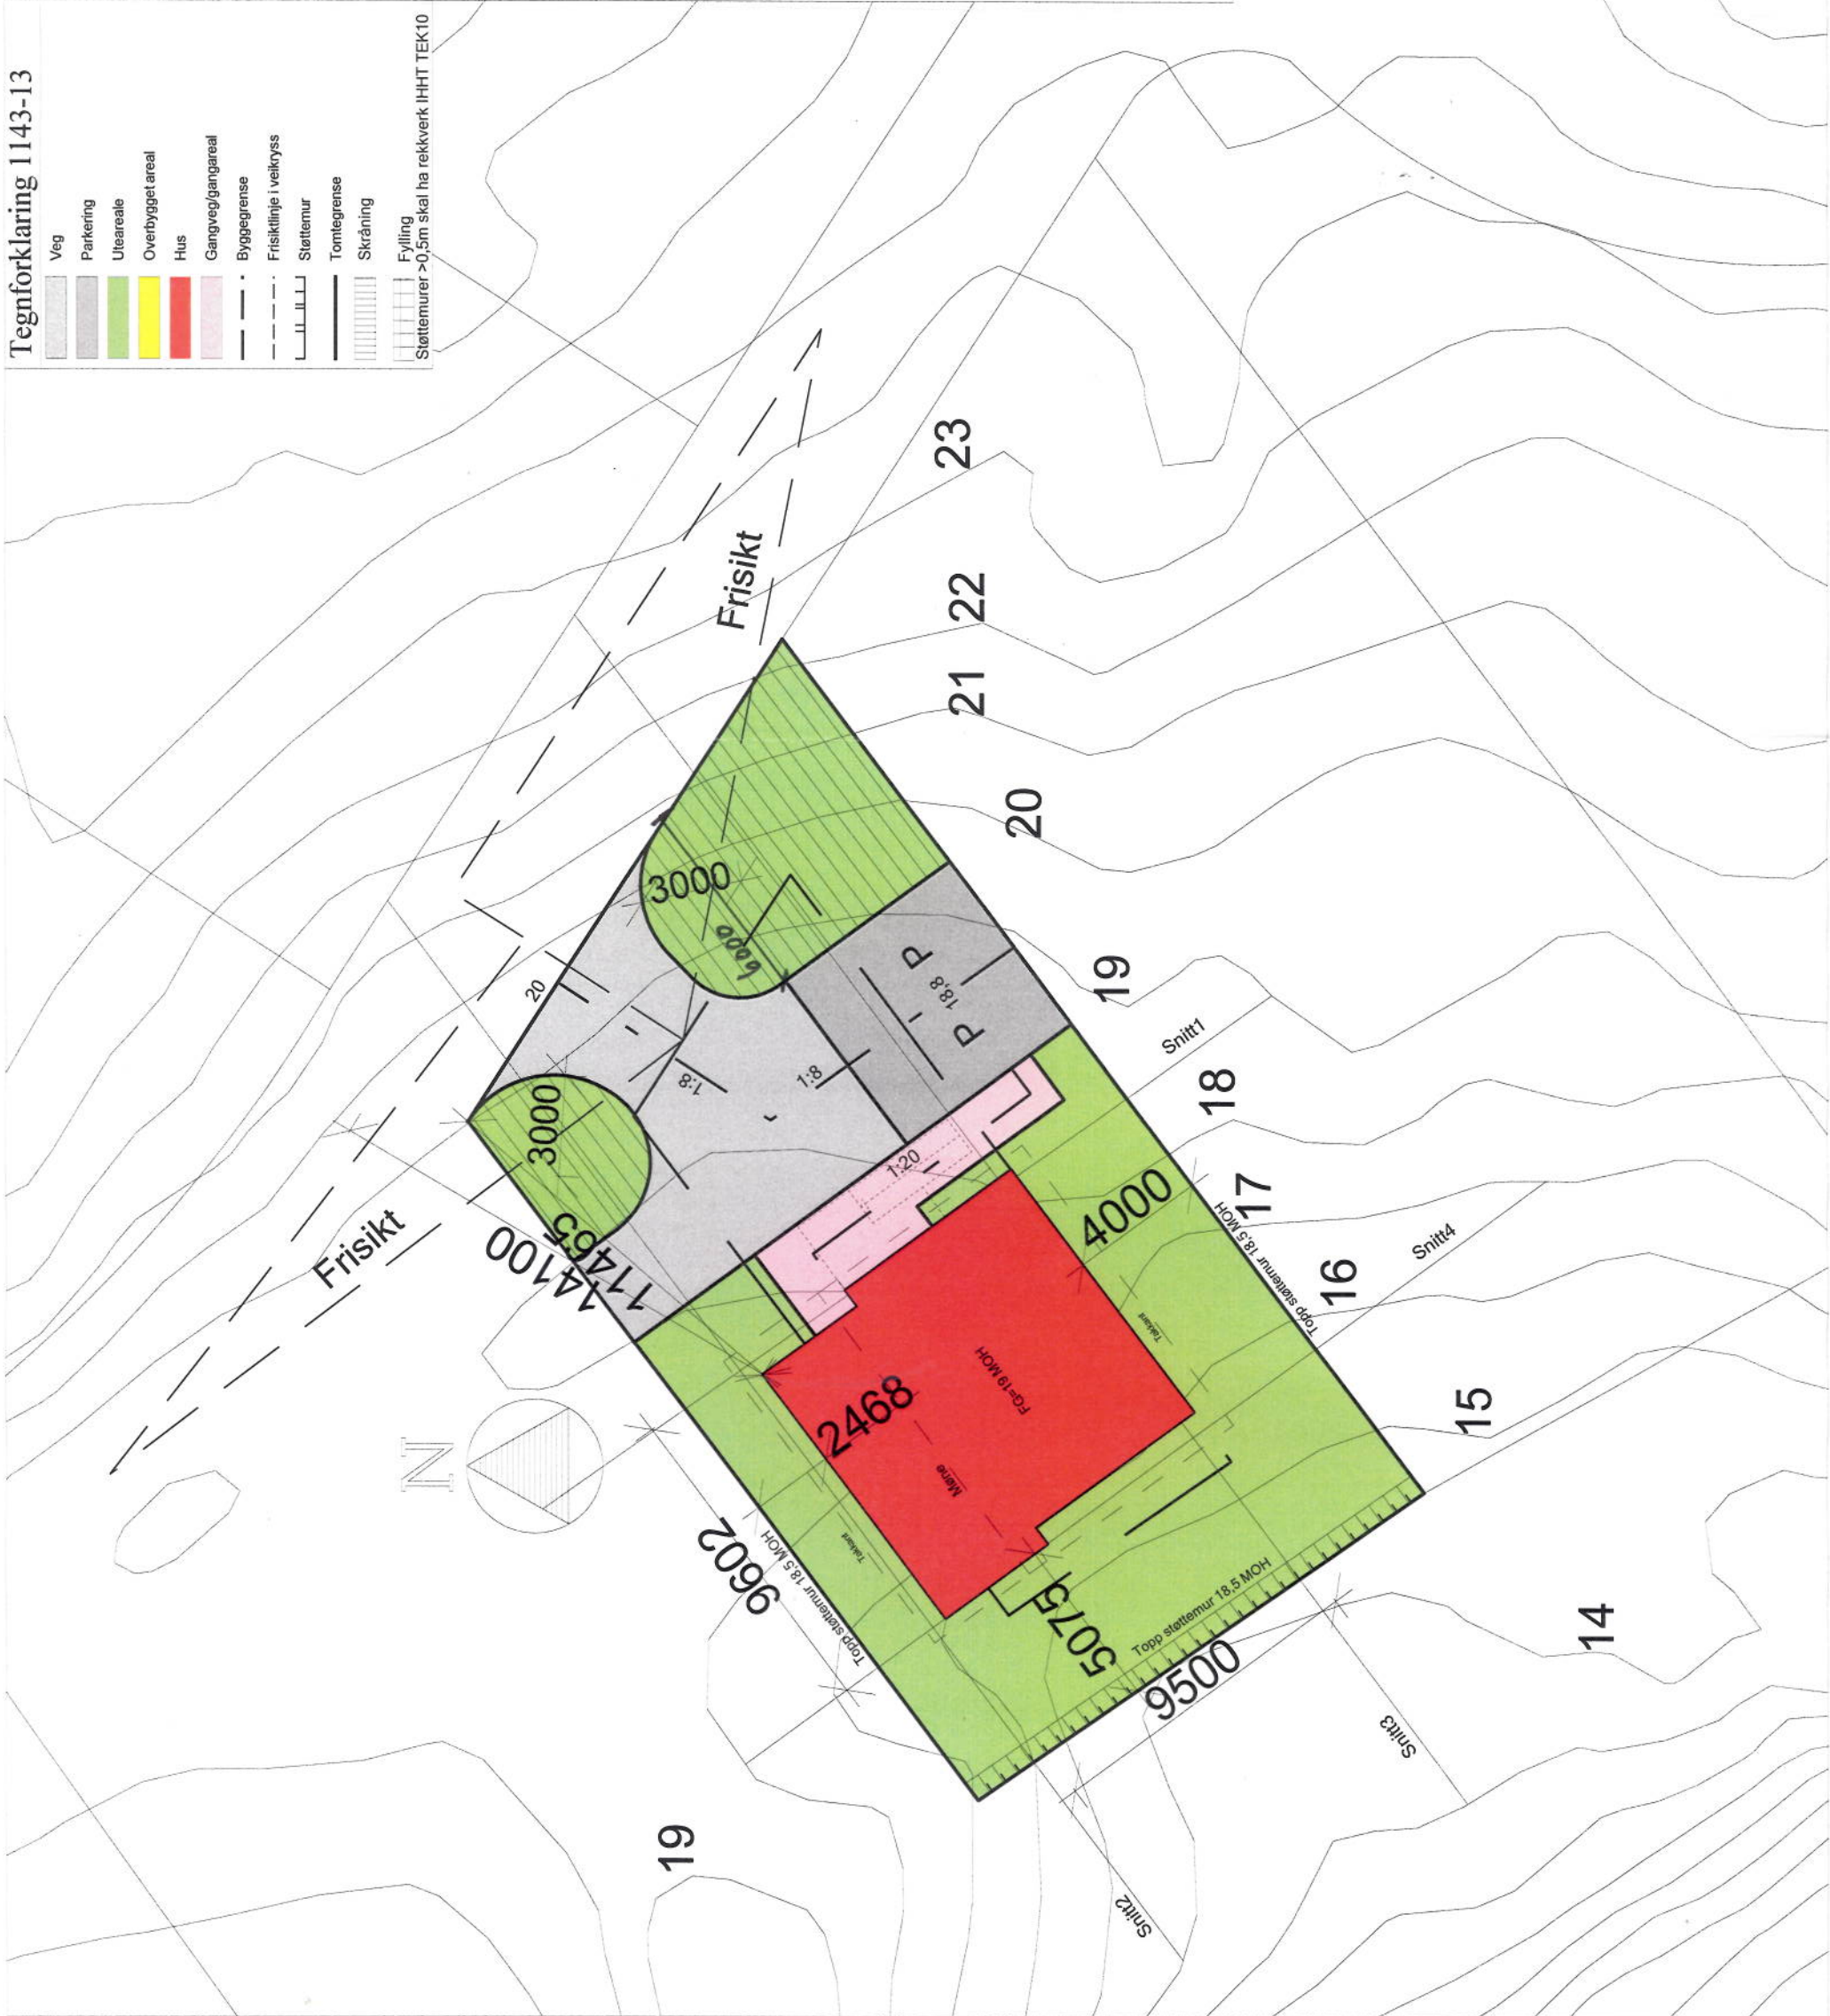 Tegnforklaring 1143-13
Veg
Parkering
Uteareale
Overbygget areal
Hus
Gangveg/gangareal
Byggegrense
Frisiktlinje i veikryss
Støttemur
Tomtegrense
Skråning
Fylling
Støttemurer >0,5m skal ha rekkverk IHHT TEK10
23
22
21
20
19
18
17
16
15
14
19
Frisikt
Frisikt
N
3000
6000
20
3000
1:8
1:8
P
18,8
P
1:20
14100
11465
Snitt1
4000
Topp støttemur 18,5 MOH
Snitt4
Takkant
FG=19 MOH
2468
Møne
9602
Topp støttemur 18,5 MOH
Takkant
5075
Topp støttemur 18,5 MOH
9500
Snitt3
Snitt2